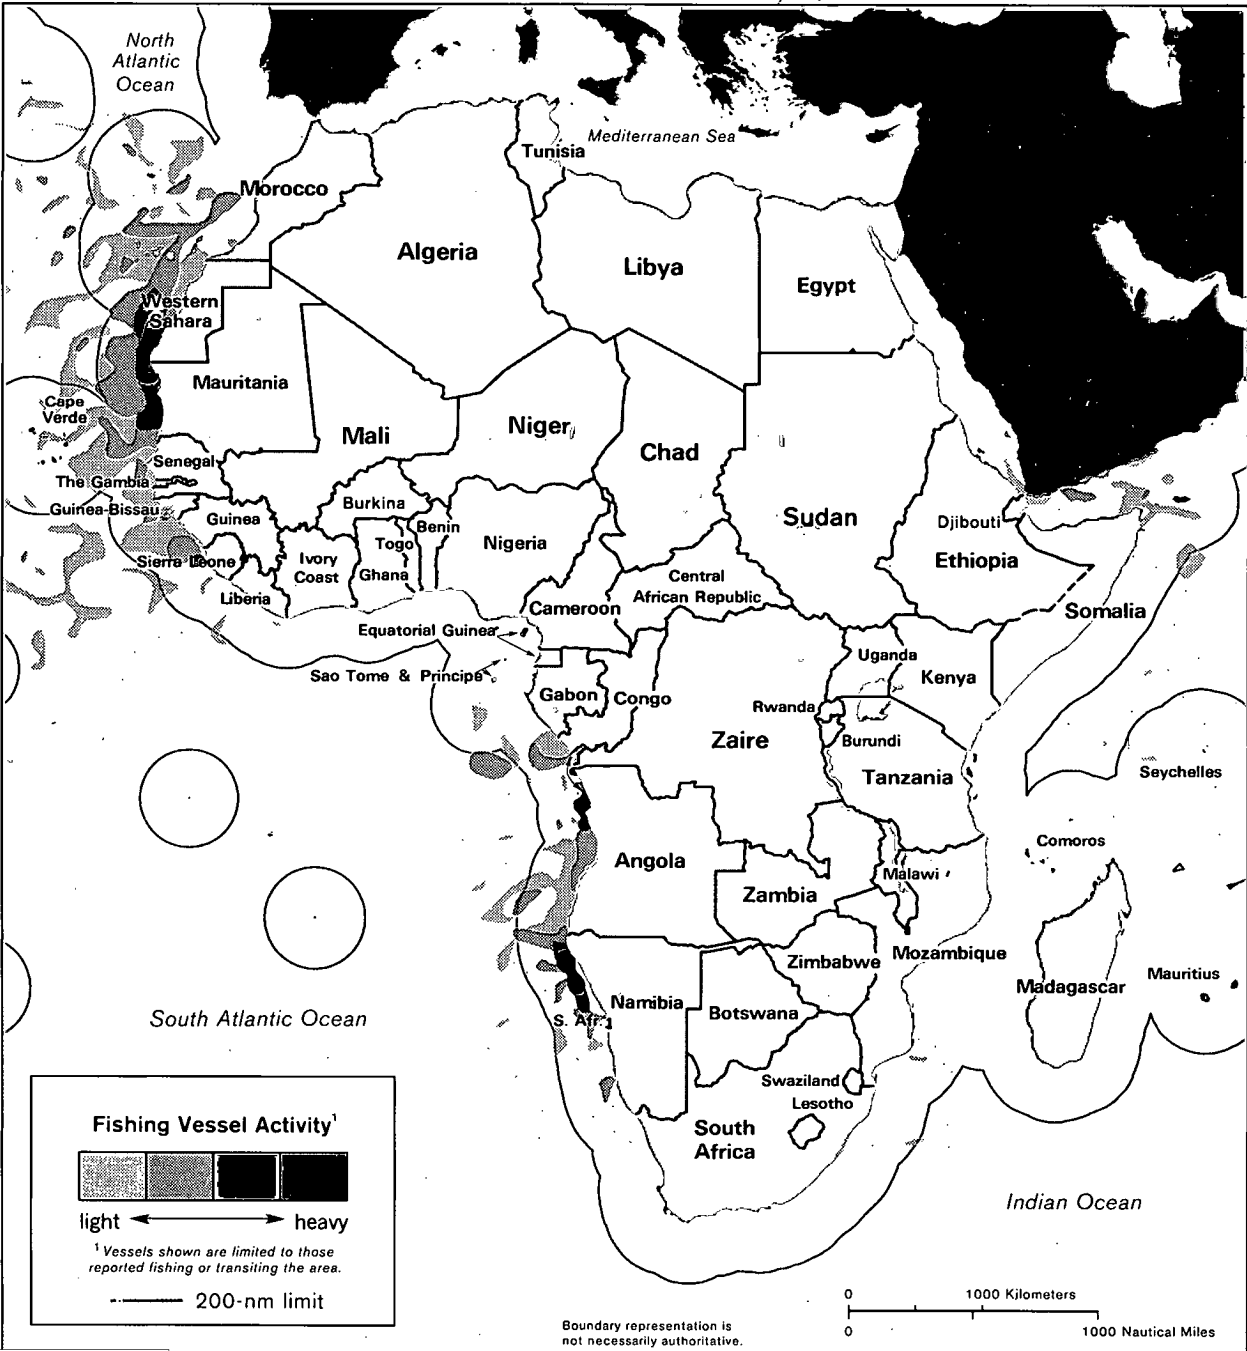 North
Atlantic
Ocean
Mediterranean Sea
Tunisia
Morocco
Algeria
Libya
Egypt
Western
Sahara
Mauritania
Mali
Niger
Chad
Sudan
Cape
Verde
Senegal
The Gambia
Guinea-Bissau
Guinea
Sierra Leone
Liberia
Ivory
Coast
Burkina
Togo
Ghana
Benin
Nigeria
Cameroon
Central
African Republic
Djibouti
Ethiopia
Somalia
Equatorial Guinea
Sao Tome & Principe
Gabon
Congo
Zaire
Uganda
Kenya
Rwanda
Burundi
Tanzania
Seychelles
Comoros
Angola
Zambia
Malawi
Mozambique
Zimbabwe
Madagascar
Mauritius
Namibia
Botswana
S. Afr.
Swaziland
Lesotho
South
Africa
South Atlantic Ocean
Indian Ocean
Fishing Vessel Activity¹
light heavy
¹ Vessels shown are limited to those
reported fishing or transiting the area.
200-nm limit
0 1000 Kilometers
0 1000 Nautical Miles
Boundary representation is
not necessarily authoritative.